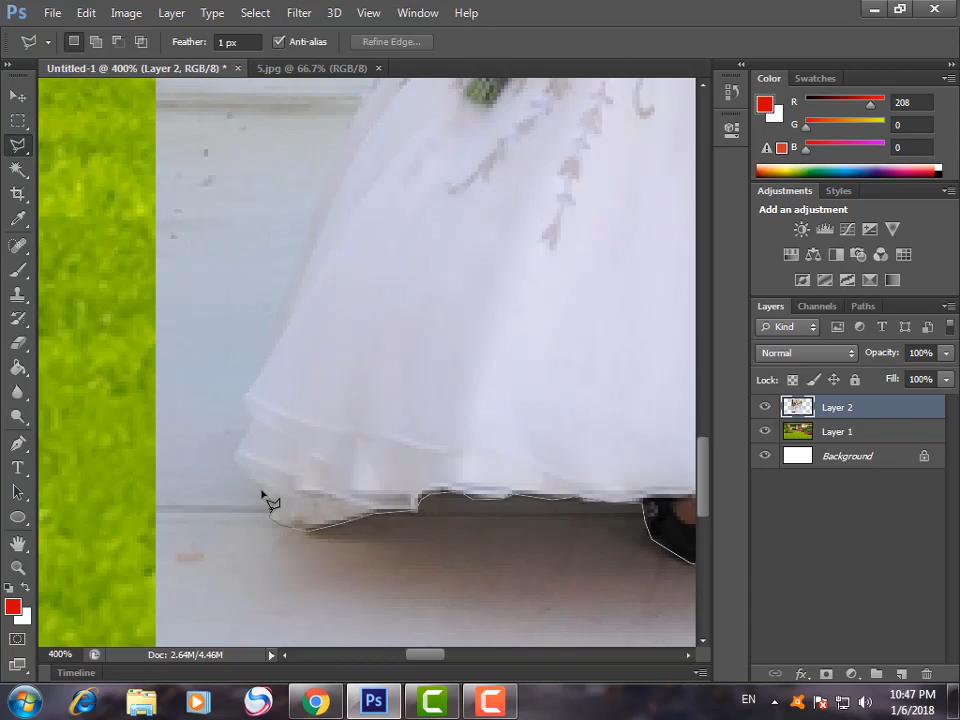 Ps File Edit Image Layer Type Select Filter 3D View Window Help
Feather: 1 px Anti-alias Refine Edge...
Untitled-1 @ 400% (Layer 2, RGB/8) * × 5.jpg @ 66.7% (RGB/8) ×
Color Swatches
R 208
G 0
B 0
Adjustments Styles
Add an adjustment
Layers Channels Paths
Kind T
Normal Opacity: 100%
Lock: Fill: 100%
Layer 2
Layer 1
Background
T
400% Doc: 2.64M/4.46M
Timeline
fx
Ps C C EN 10:47 PM
1/6/2018